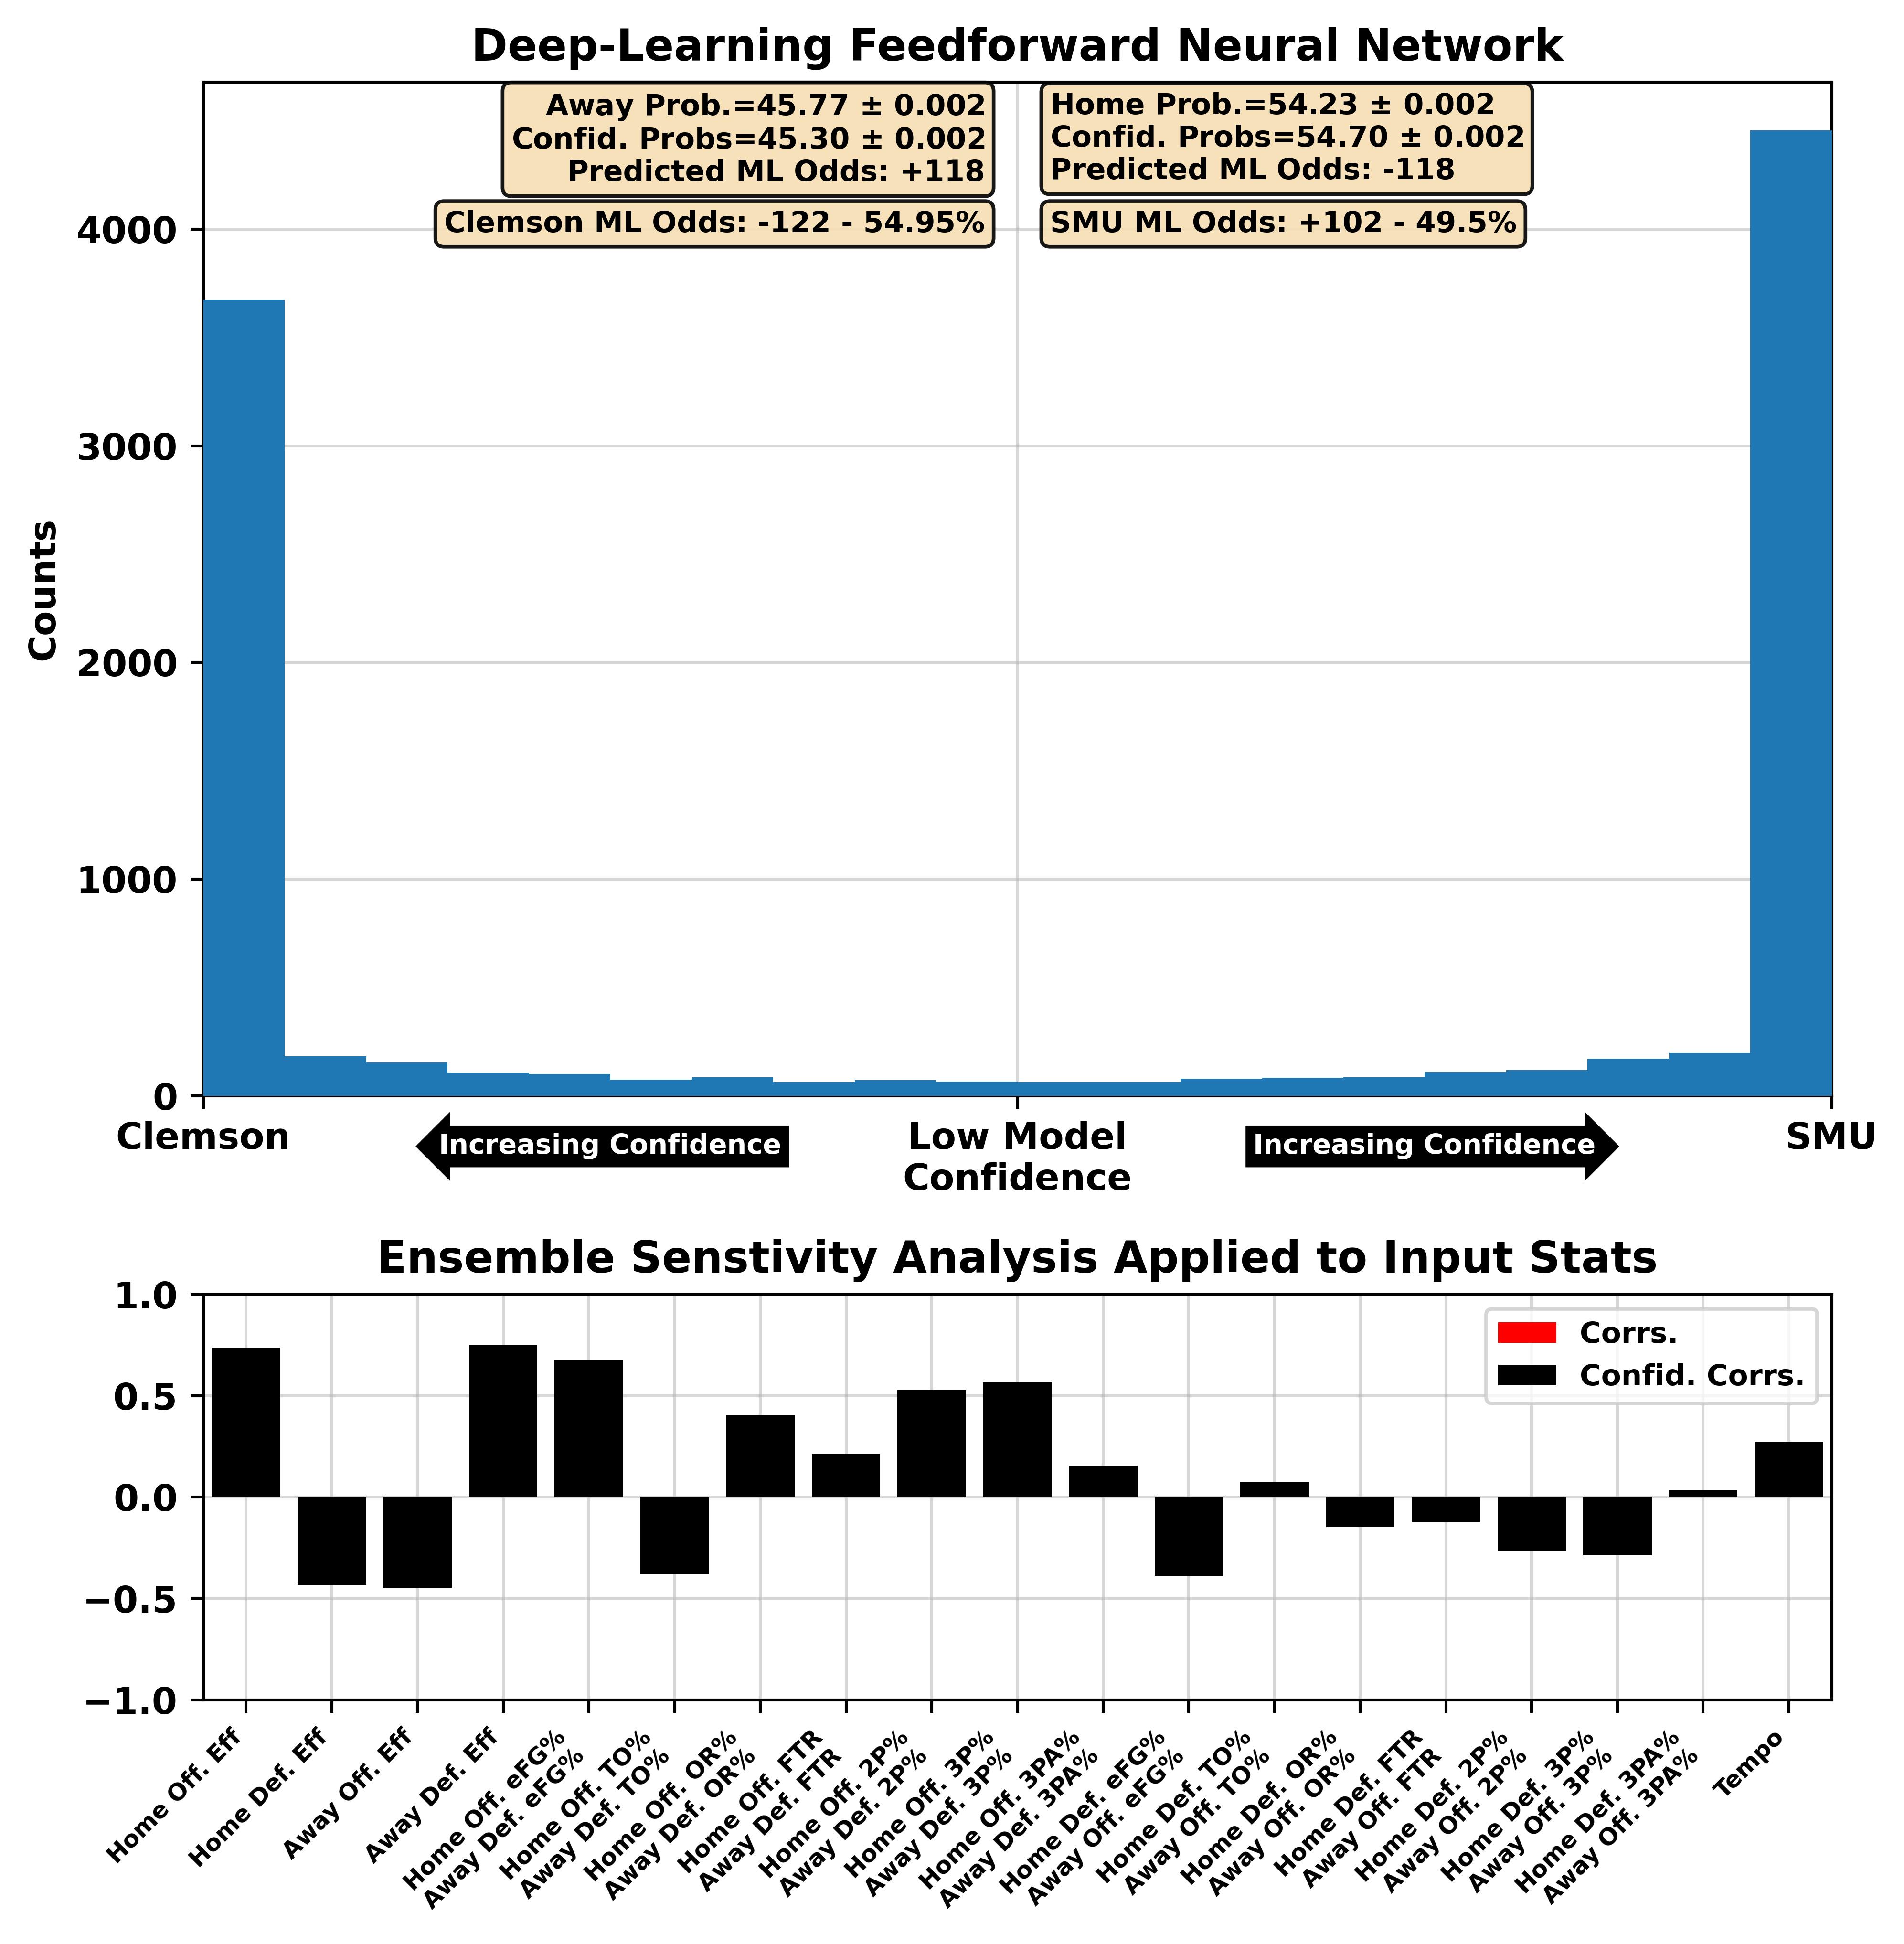 Deep-Learning Feedforward Neural Network
Away Prob.=45.77 ± 0.002
Confid. Probs=45.30 ± 0.002
Predicted ML Odds: +118
Clemson ML Odds: -122 - 54.95%
Home Prob.=54.23 ± 0.002
Confid. Probs=54.70 ± 0.002
Predicted ML Odds: -118
SMU ML Odds: +102 - 49.5%
Counts
4000
3000
2000
1000
0
Clemson
Increasing Confidence
Low Model
Confidence
Increasing Confidence
SMU
Ensemble Senstivity Analysis Applied to Input Stats
1.0
0.5
0.0
−0.5
−1.0
Corrs.
Confid. Corrs.
Home Off. Eff
Home Def. Eff
Away Off. Eff
Away Def. Eff
Home Off. eFG%
Away Def. eFG%
Home Off. TO%
Away Def. TO%
Home Off. OR%
Away Def. OR%
Home Off. FTR
Away Def. FTR
Home Off. 2P%
Away Def. 2P%
Home Off. 3P%
Away Def. 3P%
Home Off. 3PA%
Away Def. 3PA%
Home Def. eFG%
Away Off. eFG%
Home Def. TO%
Away Off. TO%
Home Def. OR%
Away Off. OR%
Home Def. FTR
Away Off. FTR
Home Def. 2P%
Away Off. 2P%
Home Def. 3P%
Away Off. 3P%
Home Def. 3PA%
Away Off. 3PA%
Tempo